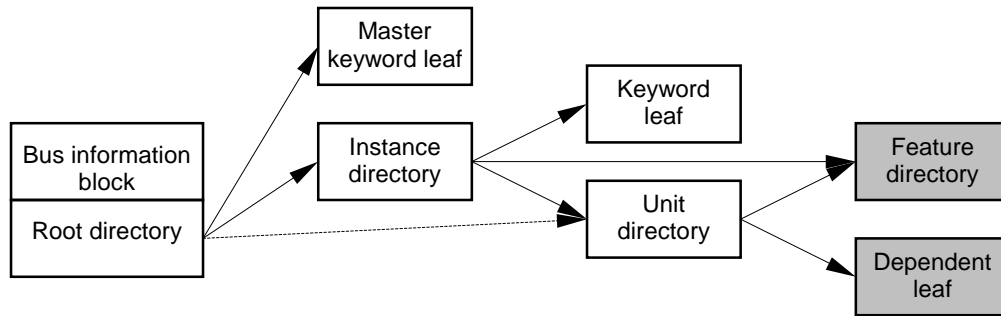 Master
keyword leaf
Keyword
leaf
Bus information
block
Instance
directory
Feature
directory
Root directory
Unit
directory
Dependent
leaf